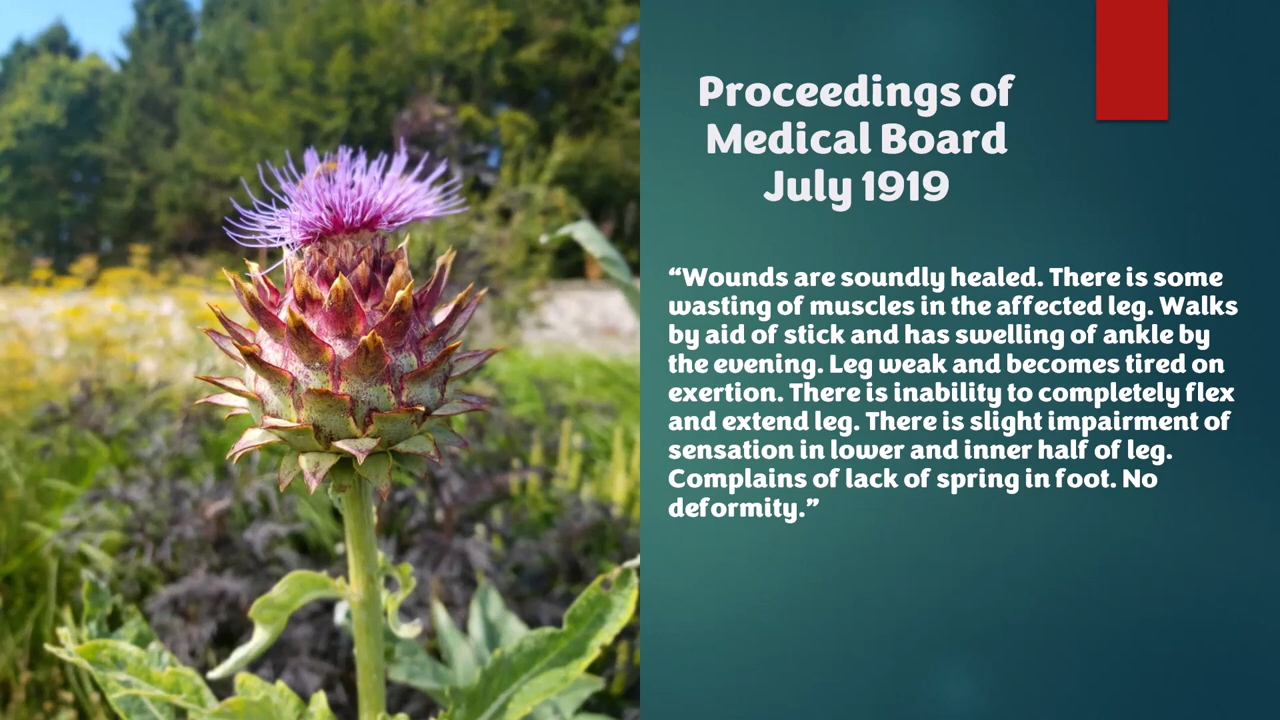 Proceedings of
Medical Board
July 1919
“Wounds are soundly healed. There is some
wasting of muscles in the affected leg. Walks
by aid of stick and has swelling of ankle by
the evening. Leg weak and becomes tired on
exertion. There is inability to completely flex
and extend leg. There is slight impairment of
sensation in lower and inner half of leg.
Complains of lack of spring in foot. No
deformity.”